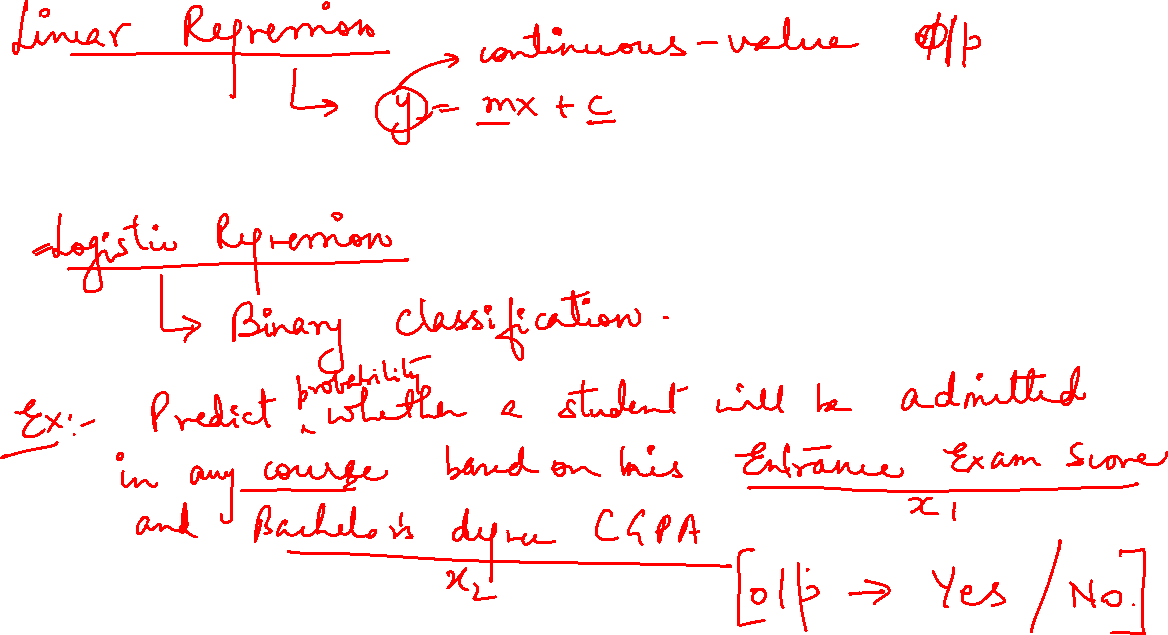 Linear Regression → continuous-value O/p
↳ y = mx + c
Logistic Regression
↳ Binary classification.
Ex:- Predict probability whether a student will be admitted
in any course based on his Entrance Exam Score
x1
and Bachelor's degree CGPA
x2
[o/p → Yes / No.]